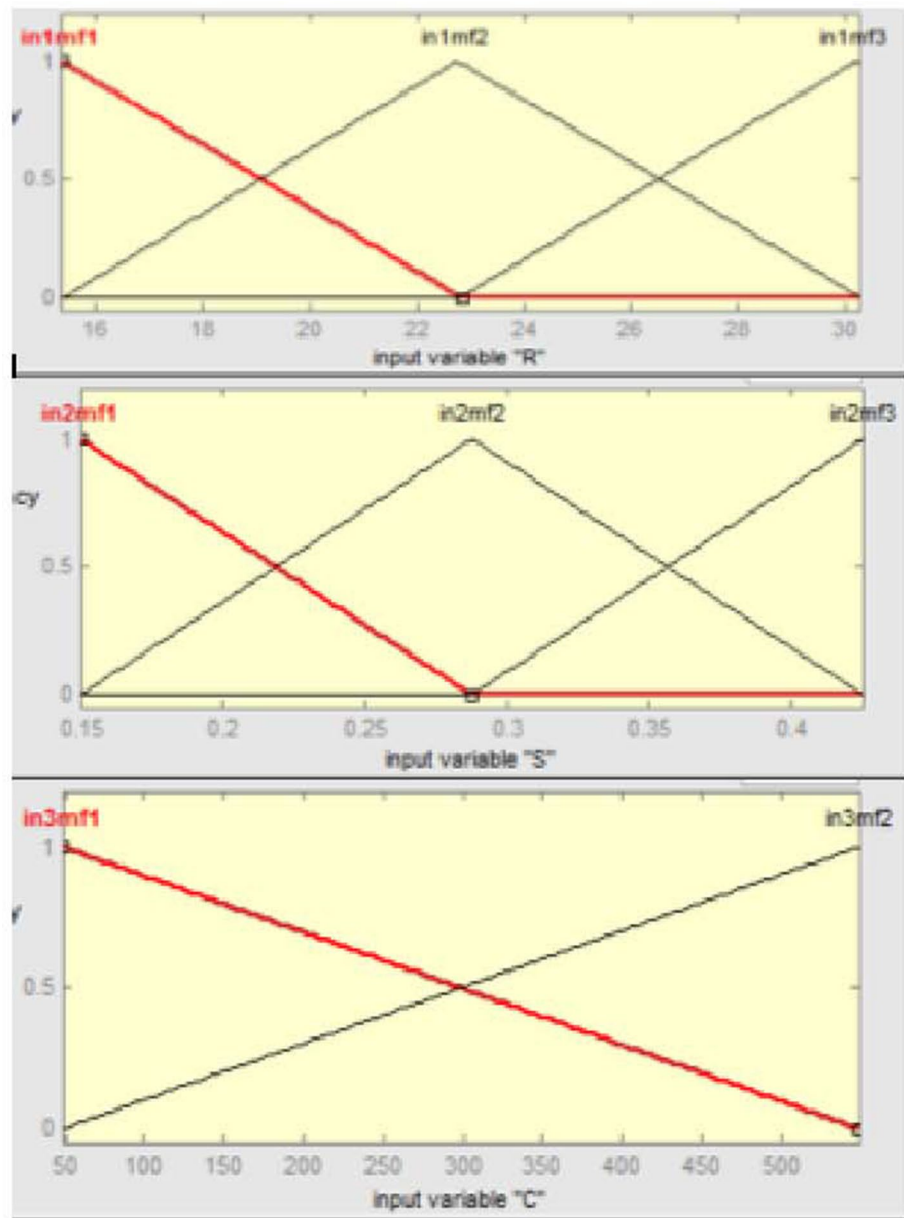 in1mf1 in1mf2 in1mf3
1
y
0.5
0
16 18 20 22 24 26 28 30
input variable "R"
in2mf1 in2mf2 in2mf3
1
cy
0.5
0
0.15 0.2 0.25 0.3 0.35 0.4
input variable "S"
in3mf1 in3mf2
1
y
0.5
0
50 100 150 200 250 300 350 400 450 500
input variable "C"